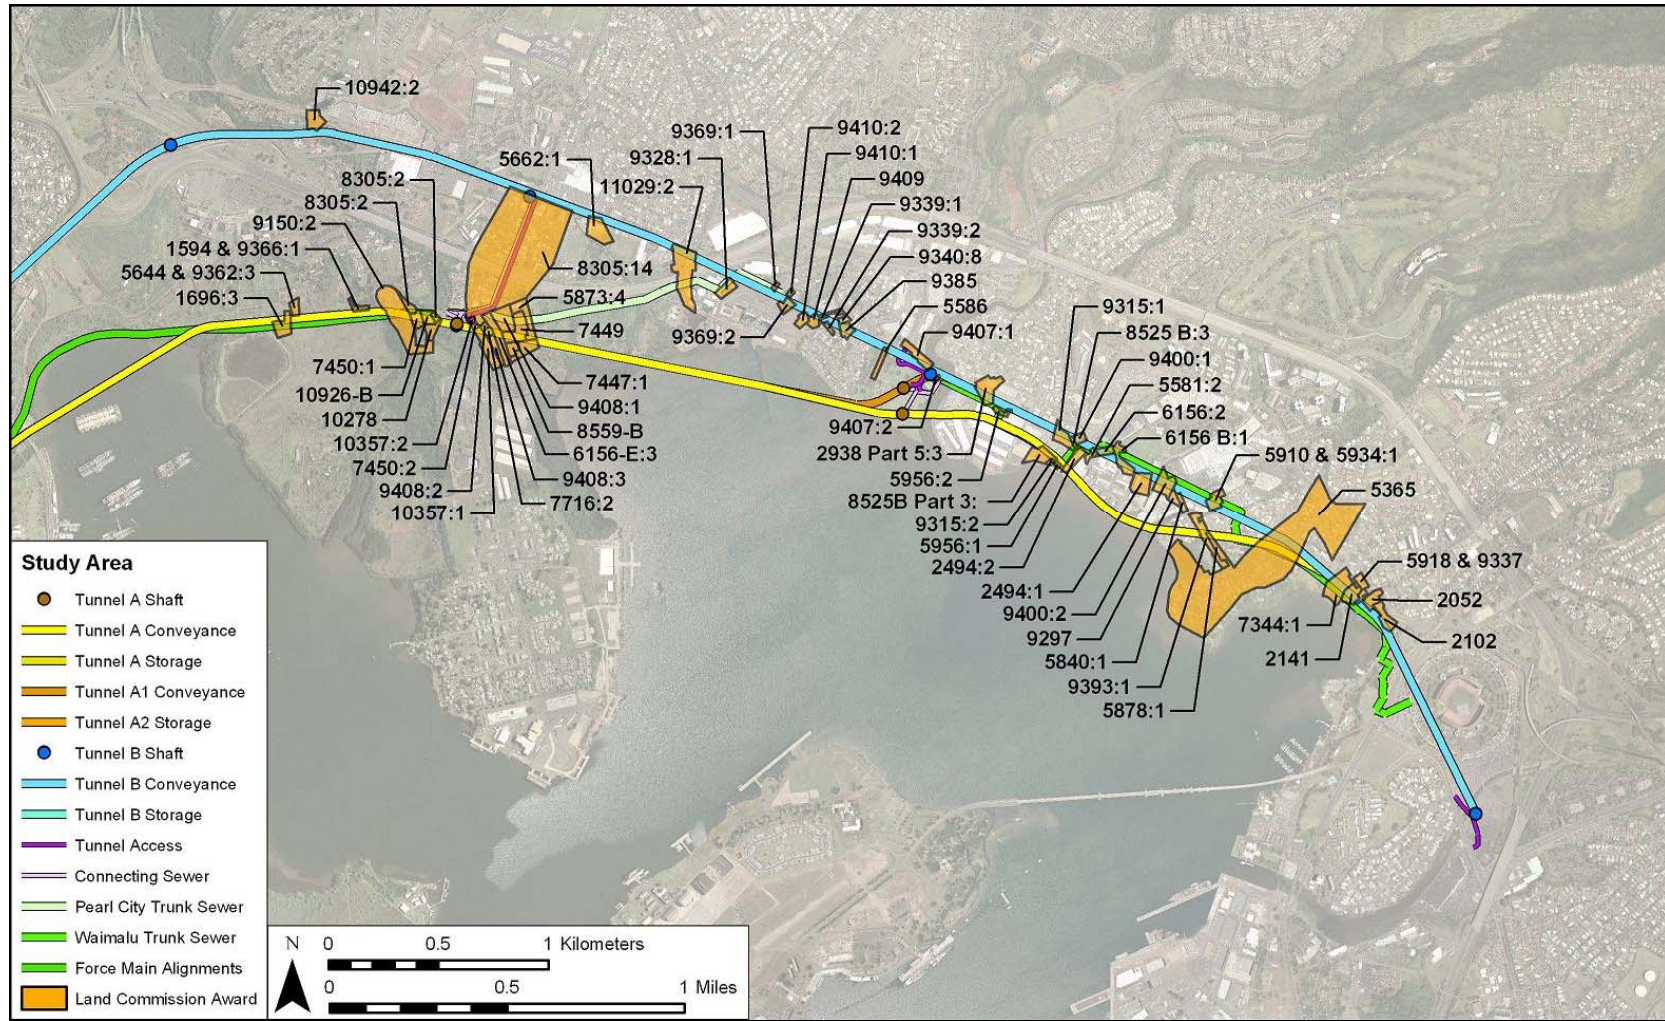 10942:2
9369:1
9410:2
9410:1
9409
9339:1
9339:2
9340:8
9385
5586
9407:1
5662:1
9328:1
11029:2
8305:2
8305:2
9150:2
1594 & 9366:1
5644 & 9362:3
1696:3
8305:14
5873:4
7449
9369:2
7447:1
9408:1
8559-B
6156-E:3
9408:3
7716:2
7450:1
10926-B
10278
10357:2
7450:2
9408:2
10357:1
9315:1
8525 B:3
9400:1
5581:2
6156:2
6156 B:1
5910 & 5934:1
5365
9407:2
2938 Part 5:3
5956:2
8525B Part 3:
9315:2
5956:1
2494:2
2494:1
9400:2
9297
5840:1
9393:1
5878:1
5918 & 9337
2052
2102
7344:1
2141
Study Area
Tunnel A Shaft
Tunnel A Conveyance
Tunnel A Storage
Tunnel A1 Conveyance
Tunnel A2 Storage
Tunnel B Shaft
Tunnel B Conveyance
Tunnel B Storage
Tunnel Access
Connecting Sewer
Pearl City Trunk Sewer
Waimalu Trunk Sewer
Force Main Alignments
Land Commission Award
N
0 0.5 1 Kilometers
0 0.5 1 Miles